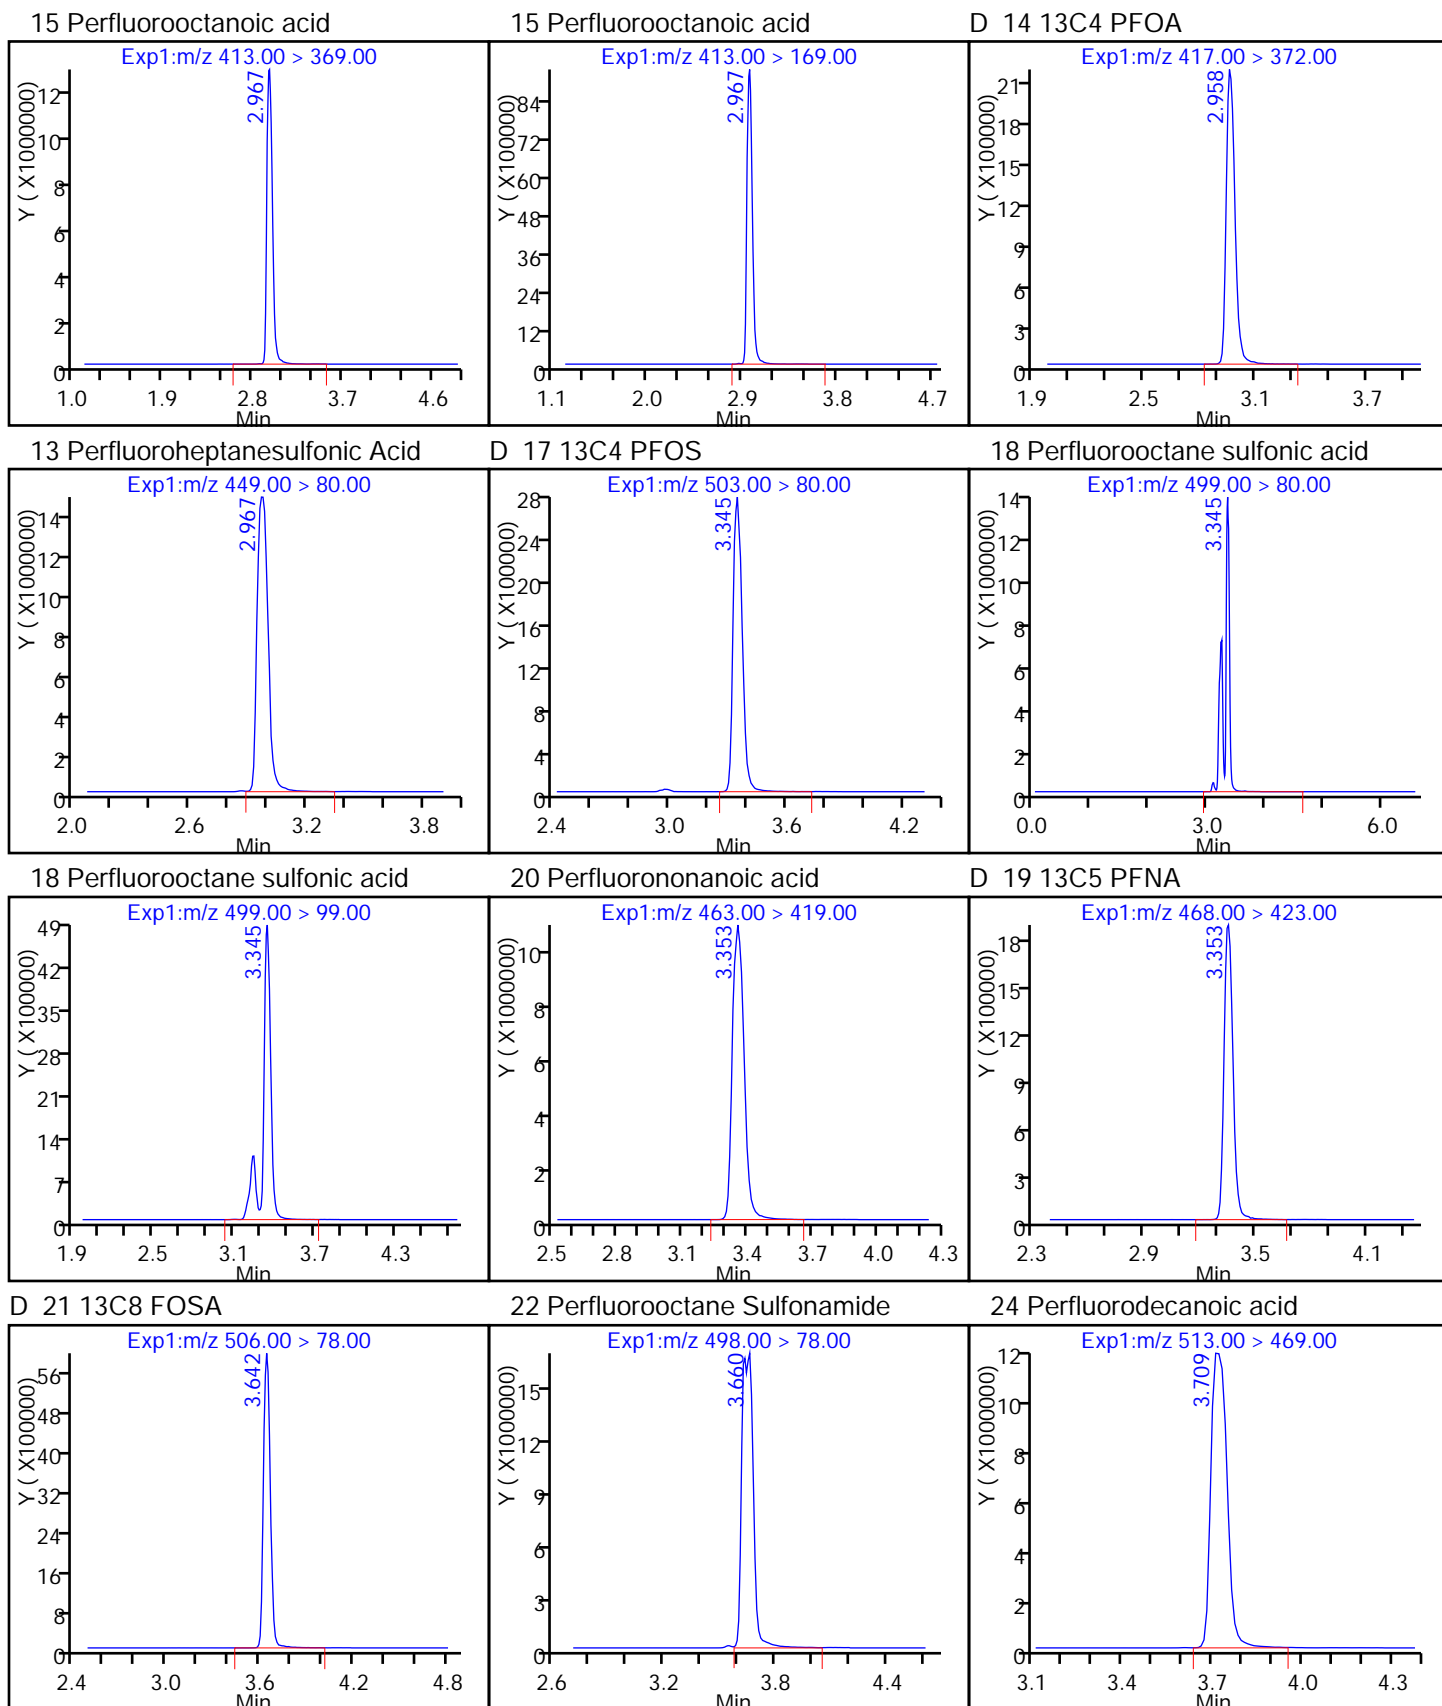 15 Perfluorooctanoic acid
Exp1:m/z 413.00 > 369.00
2.967
Y ( X1000000)
12
10
8
6
4
2
0
1.0 1.9 2.8 3.7 4.6
Min
15 Perfluorooctanoic acid
Exp1:m/z 413.00 > 169.00
2.967
Y ( X100000)
84
72
60
48
36
24
12
0
1.1 2.0 2.9 3.8 4.7
Min
D 14 13C4 PFOA
Exp1:m/z 417.00 > 372.00
2.958
Y ( X100000)
21
18
15
12
9
6
3
0
1.9 2.5 3.1 3.7
Min
13 Perfluoroheptanesulfonic Acid
Exp1:m/z 449.00 > 80.00
2.967
Y ( X1000000)
14
12
10
8
6
4
2
0
2.0 2.6 3.2 3.8
Min
D 17 13C4 PFOS
Exp1:m/z 503.00 > 80.00
3.345
Y ( X100000)
28
24
20
16
12
8
4
0
2.4 3.0 3.6 4.2
Min
18 Perfluorooctane sulfonic acid
Exp1:m/z 499.00 > 80.00
3.345
Y ( X1000000)
14
12
10
8
6
4
2
0
0.0 3.0 6.0
Min
18 Perfluorooctane sulfonic acid
Exp1:m/z 499.00 > 99.00
3.345
Y ( X100000)
49
42
35
28
21
14
7
0
1.9 2.5 3.1 3.7 4.3
Min
20 Perfluorononanoic acid
Exp1:m/z 463.00 > 419.00
3.353
Y ( X1000000)
10
8
6
4
2
0
2.5 2.8 3.1 3.4 3.7 4.0 4.3
Min
D 19 13C5 PFNA
Exp1:m/z 468.00 > 423.00
3.353
Y ( X100000)
18
15
12
9
6
3
0
2.3 2.9 3.5 4.1
Min
D 21 13C8 FOSA
Exp1:m/z 506.00 > 78.00
3.642
Y ( X100000)
56
48
40
32
24
16
8
0
2.4 3.0 3.6 4.2 4.8
Min
22 Perfluorooctane Sulfonamide
Exp1:m/z 498.00 > 78.00
3.660
Y ( X1000000)
15
12
9
6
3
0
2.6 3.2 3.8 4.4
Min
24 Perfluorodecanoic acid
Exp1:m/z 513.00 > 469.00
3.709
Y ( X1000000)
12
10
8
6
4
2
0
3.1 3.4 3.7 4.0 4.3
Min